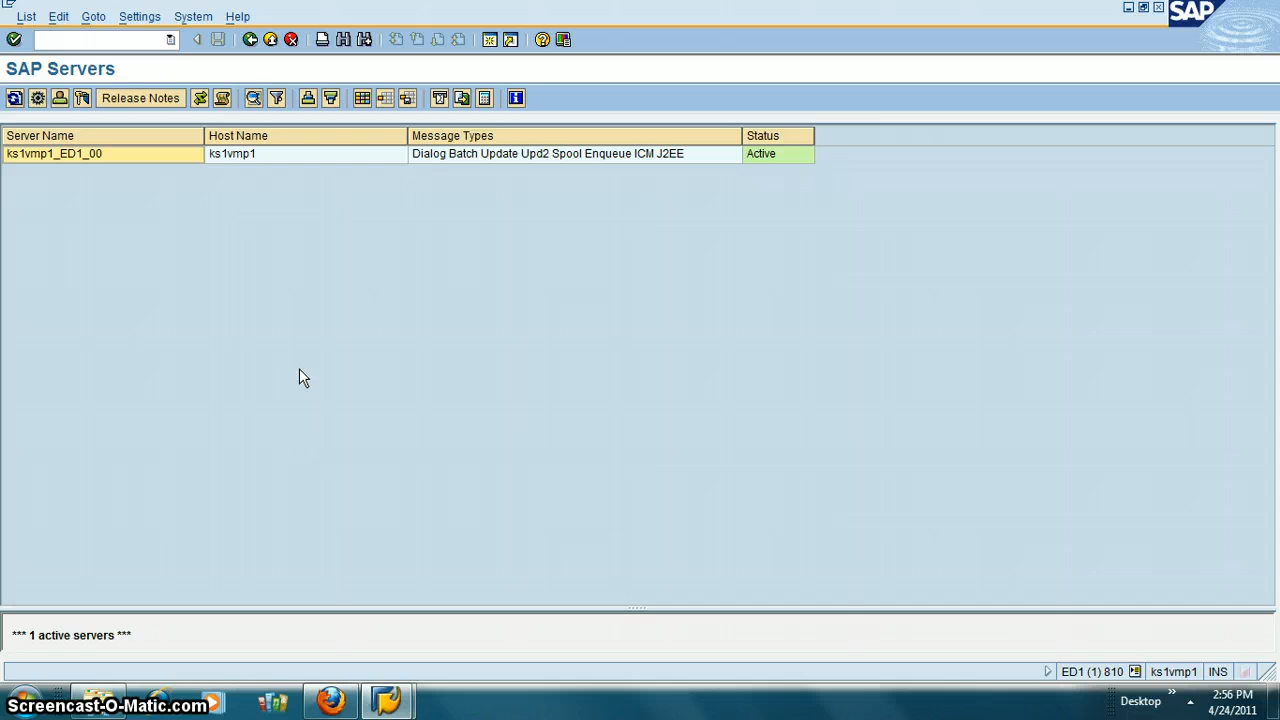 List Edit Goto Settings System Help
SAP
SAP Servers
Release Notes
Server Name Host Name Message Types Status
ks1vmp1_ED1_00 ks1vmp1 Dialog Batch Update Upd2 Spool Enqueue ICM J2EE Active
*** 1 active servers ***
ED1 (1) 810 ks1vmp1 INS
Screencast-O-Matic.com
Desktop
2:56 PM
4/24/2011